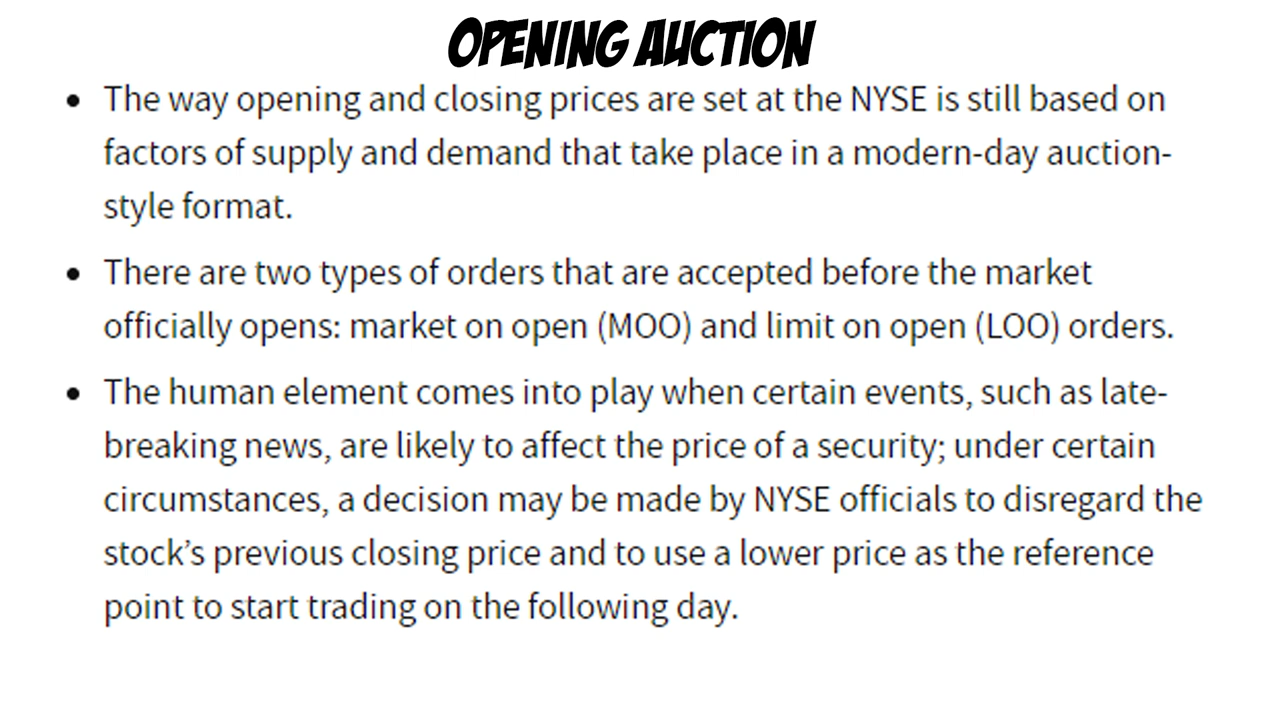 OPENING AUCTION
• The way opening and closing prices are set at the NYSE is still based on
factors of supply and demand that take place in a modern-day auction-
style format.
• There are two types of orders that are accepted before the market
officially opens: market on open (MOO) and limit on open (LOO) orders.
• The human element comes into play when certain events, such as late-
breaking news, are likely to affect the price of a security; under certain
circumstances, a decision may be made by NYSE officials to disregard the
stock’s previous closing price and to use a lower price as the reference
point to start trading on the following day.